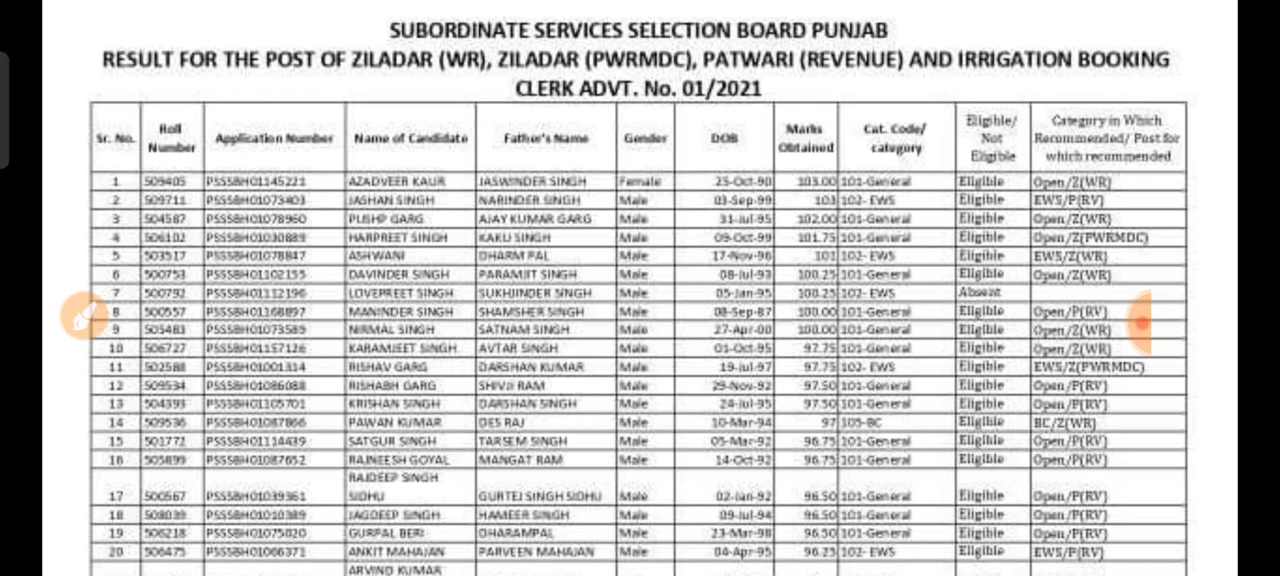 SUBORDINATE SERVICES SELECTION BOARD PUNJAB
RESULT FOR THE POST OF ZILADAR (WR), ZILADAR (PWRMDC), PATWARI (REVENUE) AND IRRIGATION BOOKING
CLERK ADVT. No. 01/2021
Sr. No. Roll Number Application Number Name of Candidate Father's Name Gender DOB Marks Obtained Cat. Code/ category Eligible/ Not Eligible Category in Which Recommended/ Post for which recommended
1 509405 PSSSBH01145221 AZADVEER KAUR JASWINDER SINGH Female 25-Oct-90 103.00 101-General Eligible Open/Z(WR)
2 509711 PSSSBH01073403 JASHAN SINGH NARINDER SINGH Male 03-Sep-99 103 102- EWS Eligible EWS/P(RV)
3 504587 PSSSBH01078960 PUSHP GARG AJAY KUMAR GARG Male 31-Jul-95 102.00 101-General Eligible Open/Z(WR)
4 506102 PSSSBH01030889 HARPREET SINGH KAKU SINGH Male 09-Oct-99 101.75 101-General Eligible Open/Z(PWRMDC)
5 503517 PSSSBH01078847 ASHWANI DHARM PAL Male 17-Nov-96 101 102- EWS Eligible EWS/Z(WR)
6 500753 PSSSBH01102155 DAVINDER SINGH PARAMJIT SINGH Male 08-Jul-93 100.25 101-General Eligible Open/Z(WR)
7 500792 PSSSBH01112196 LOVEPREET SINGH SUKHJINDER SINGH Male 05-Jan-95 100.25 102- EWS Absent
8 500557 PSSSBH01168897 MANINDER SINGH SHAMSHER SINGH Male 08-Sep-87 100.00 101-General Eligible Open/P(RV)
9 505483 PSSSBH01073589 NIRMAL SINGH SATNAM SINGH Male 27-Apr-00 100.00 101-General Eligible Open/Z(WR)
10 506727 PSSSBH01157126 KARAMJEET SINGH AVTAR SINGH Male 01-Oct-95 97.75 101-General Eligible Open/Z(WR)
11 502588 PSSSBH01001314 RISHAV GARG DARSHAN KUMAR Male 19-Jul-97 97.75 102- EWS Eligible EWS/Z(PWRMDC)
12 509534 PSSSBH01086088 RISHABH GARG SHIVJI RAM Male 29-Nov-92 97.50 101-General Eligible Open/P(RV)
13 504393 PSSSBH01105701 KRISHAN SINGH DARSHAN SINGH Male 24-Jul-95 97.50 101-General Eligible Open/P(RV)
14 509536 PSSSBH01087866 PAWAN KUMAR DES RAJ Male 10-Mar-94 97 105-BC Eligible BC/Z(WR)
15 501772 PSSSBH01114439 SATGUR SINGH TARSEM SINGH Male 05-Mar-92 96.75 101-General Eligible Open/P(RV)
16 505899 PSSSBH01087652 RAJNEESH GOYAL MANGAT RAM Male 14-Oct-92 96.75 101-General Eligible Open/P(RV)
17 500567 PSSSBH01039361 RAJDEEP SINGH SIDHU GURTEJ SINGH SIDHU Male 02-Jan-92 96.50 101-General Eligible Open/P(RV)
18 508039 PSSSBH01010389 JAGDEEP SINGH HAMEER SINGH Male 09-Jul-94 96.50 101-General Eligible Open/P(RV)
19 506218 PSSSBH01075020 GURPAL BERI DHARAMPAL Male 23-Mar-98 96.50 101-General Eligible Open/P(RV)
20 506475 PSSSBH01066371 ANKIT MAHAJAN PARVEEN MAHAJAN Male 04-Apr-95 96.25 102- EWS Eligible EWS/P(RV)
ARVIND KUMAR